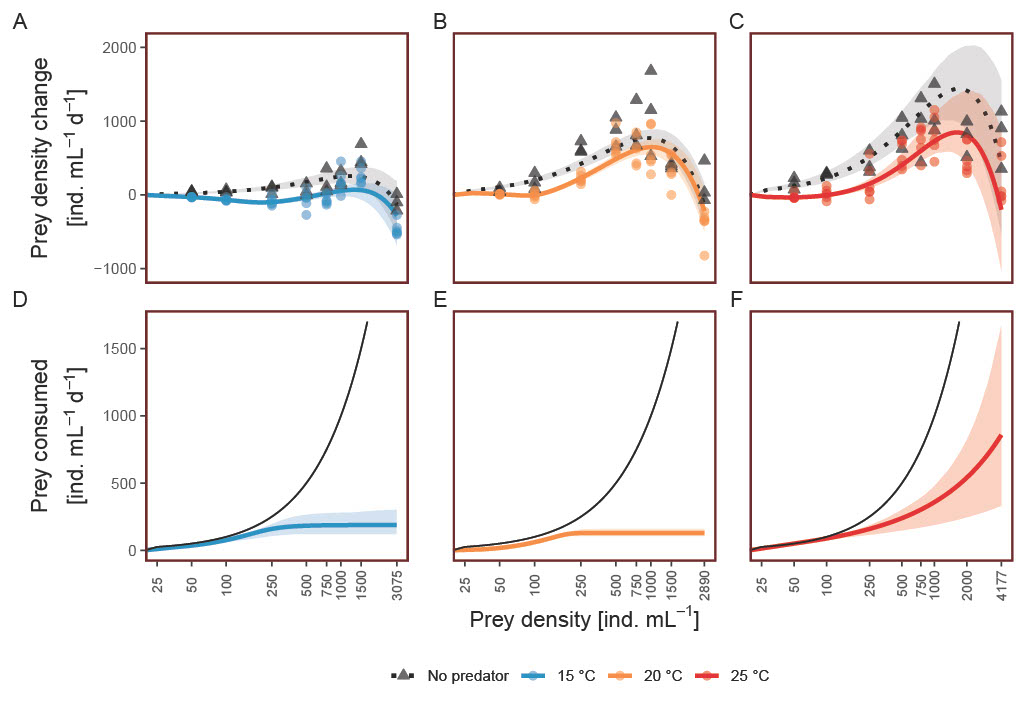 A
B
C
Prey density change
[ind. mL⁻¹ d⁻¹]
2000
1000
0
−1000
D
E
F
Prey consumed
[ind. mL⁻¹ d⁻¹]
1500
1000
500
0
25 50 100 250 500 750 1000 1500 3075
25 50 100 250 500 750 1000 1500 2890
25 50 100 250 500 7500 1000 2000 4177
Prey density [ind. mL⁻¹]
No predator 15 °C 20 °C 25 °C